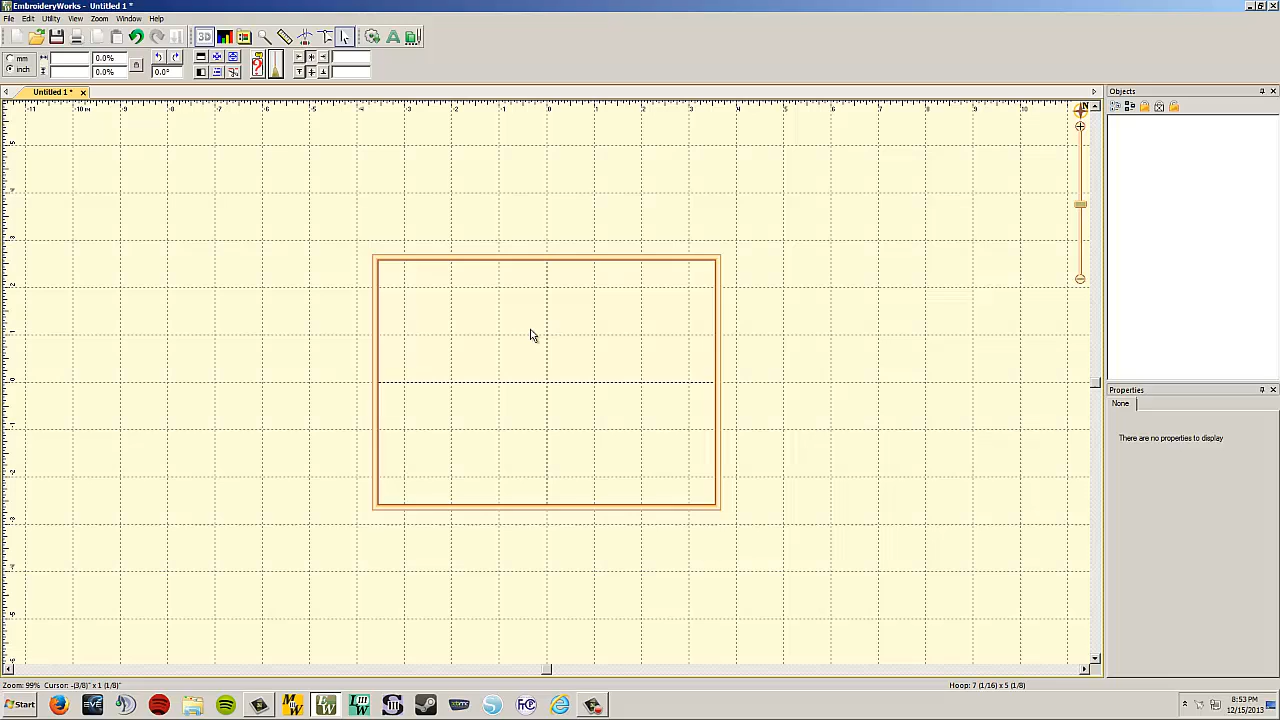 EmbroideryWorks - Untitled 1 *
File Edit Utility View Zoom Window Help
mm 0.0%
inch 0.0% 0.0°
Untitled 1 *
Objects
Properties
None
There are no properties to display
Zoom: 99% Cursor: -(3/8)" x 1 (1/8)" Hoop: 7 (1/16) x 5 (1/8)
Start
8:53 PM
12/15/2013